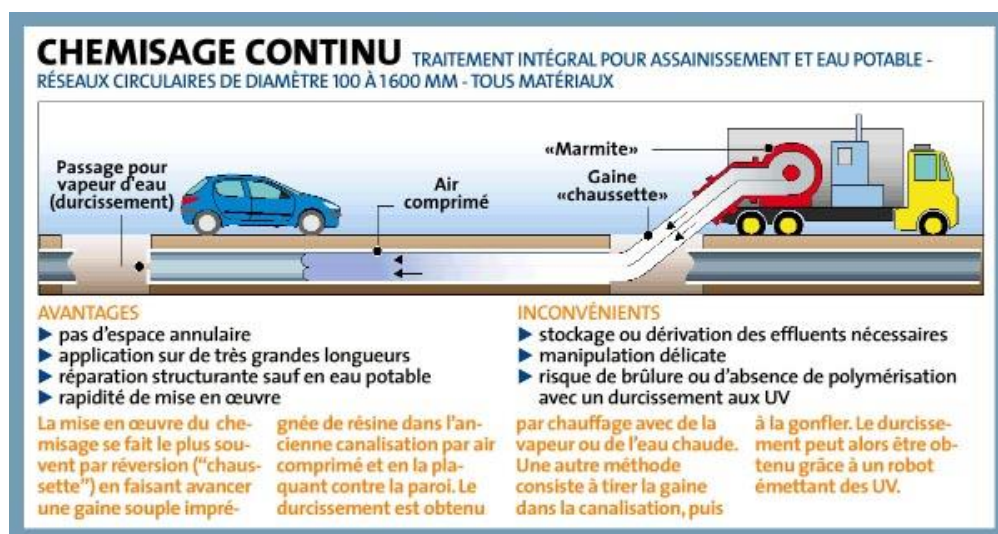 CHEMISAGE CONTINU TRAITEMENT INTÉGRAL POUR ASSAINISSEMENT ET EAU POTABLE -
RÉSEAUX CIRCULAIRES DE DIAMÈTRE 100 À 1600 MM - TOUS MATÉRIAUX
Passage pour
vapeur d'eau
(durcissement)
Air
comprimé
«Marmite»
Gaine
«chaussette»
AVANTAGES
▶ pas d'espace annulaire
▶ application sur de très grandes longueurs
▶ réparation structurante sauf en eau potable
▶ rapidité de mise en œuvre
INCONVÉNIENTS
▶ stockage ou dérivation des effluents nécessaires
▶ manipulation délicate
▶ risque de brûlure ou d'absence de polymérisation
avec un durcissement aux UV
La mise en œuvre du che-
misage se fait le plus sou-
vent par réversion ("chaus-
sette") en faisant avancer
une gaine souple impré-
gnée de résine dans l'an-
cienne canalisation par air
comprimé et en la pla-
quant contre la paroi. Le
durcissement est obtenu
par chauffage avec de la
vapeur ou de l'eau chaude.
Une autre méthode
consiste à tirer la gaine
dans la canalisation, puis
à la gonfler. Le durcisse-
ment peut alors être ob-
tenu grâce à un robot
émettant des UV.